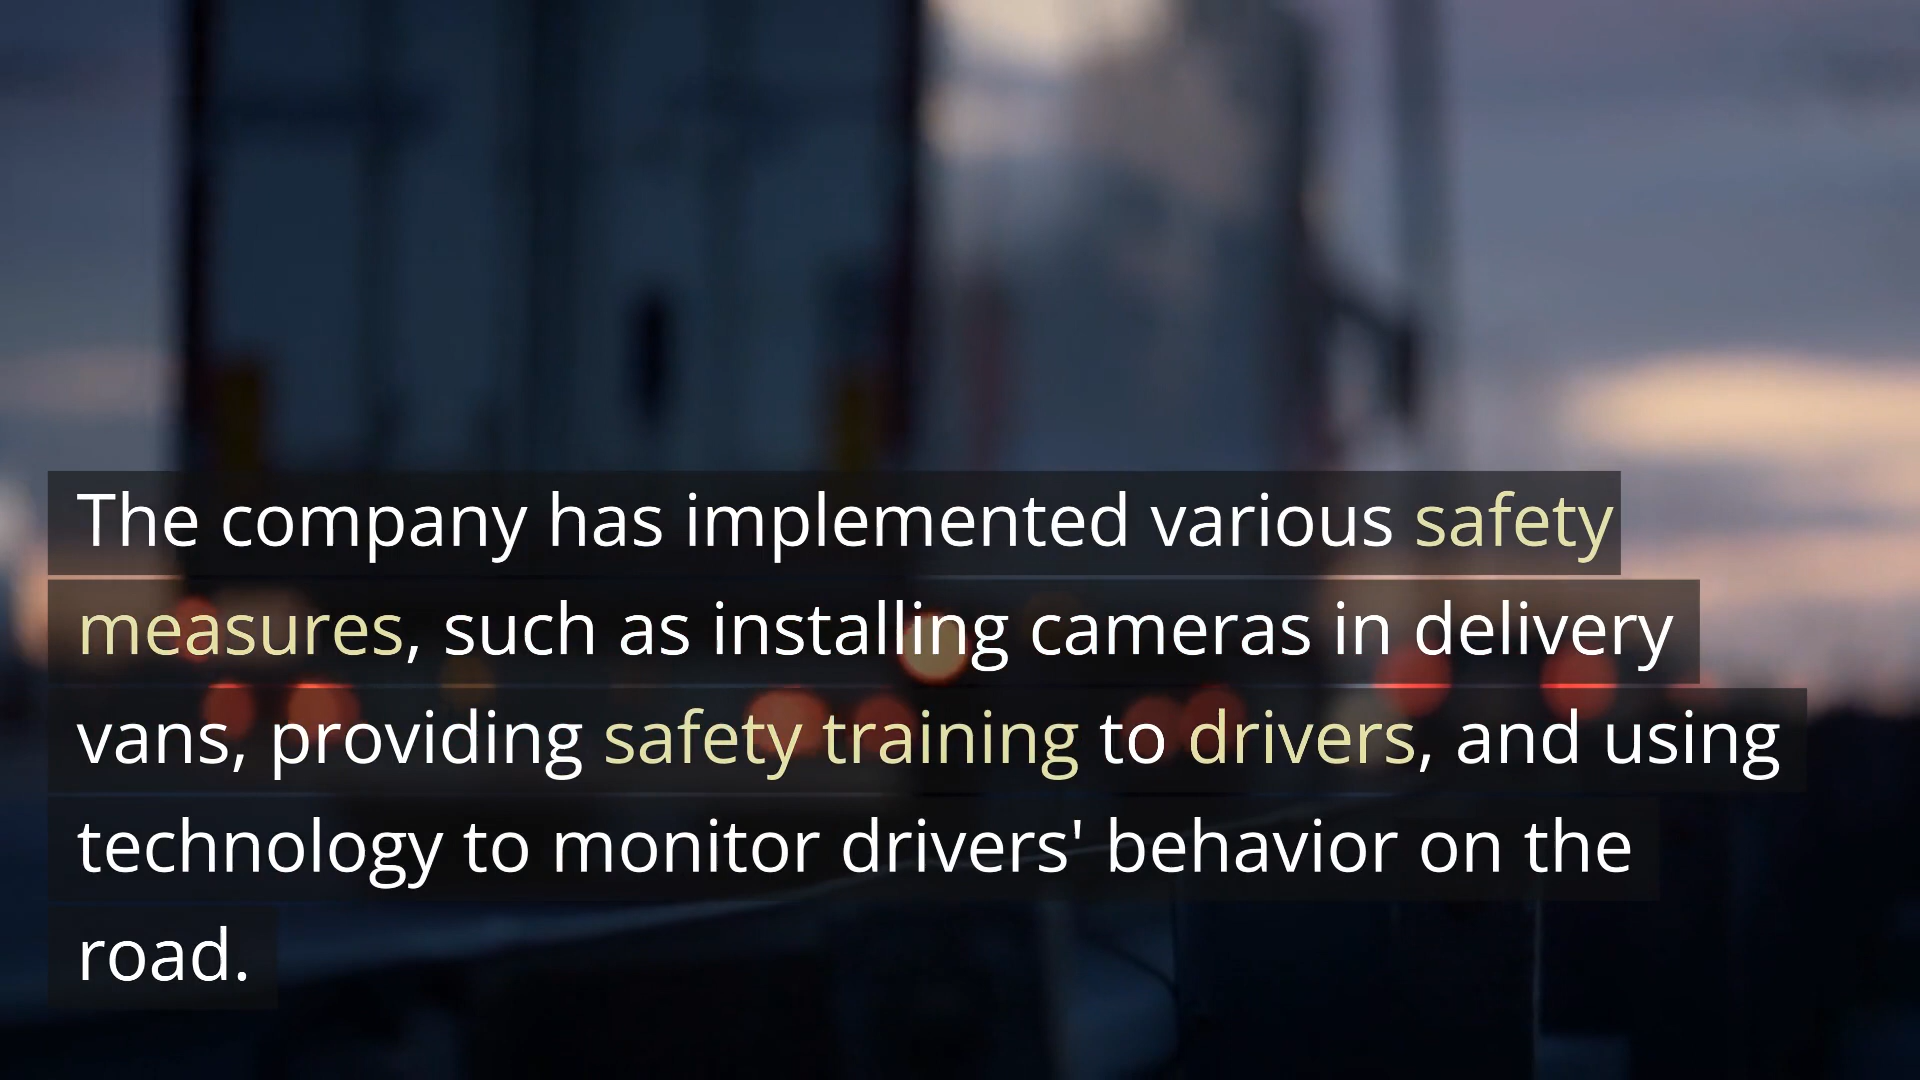 The company has implemented various safety
measures, such as installing cameras in delivery
vans, providing safety training to drivers, and using
technology to monitor drivers' behavior on the
road.